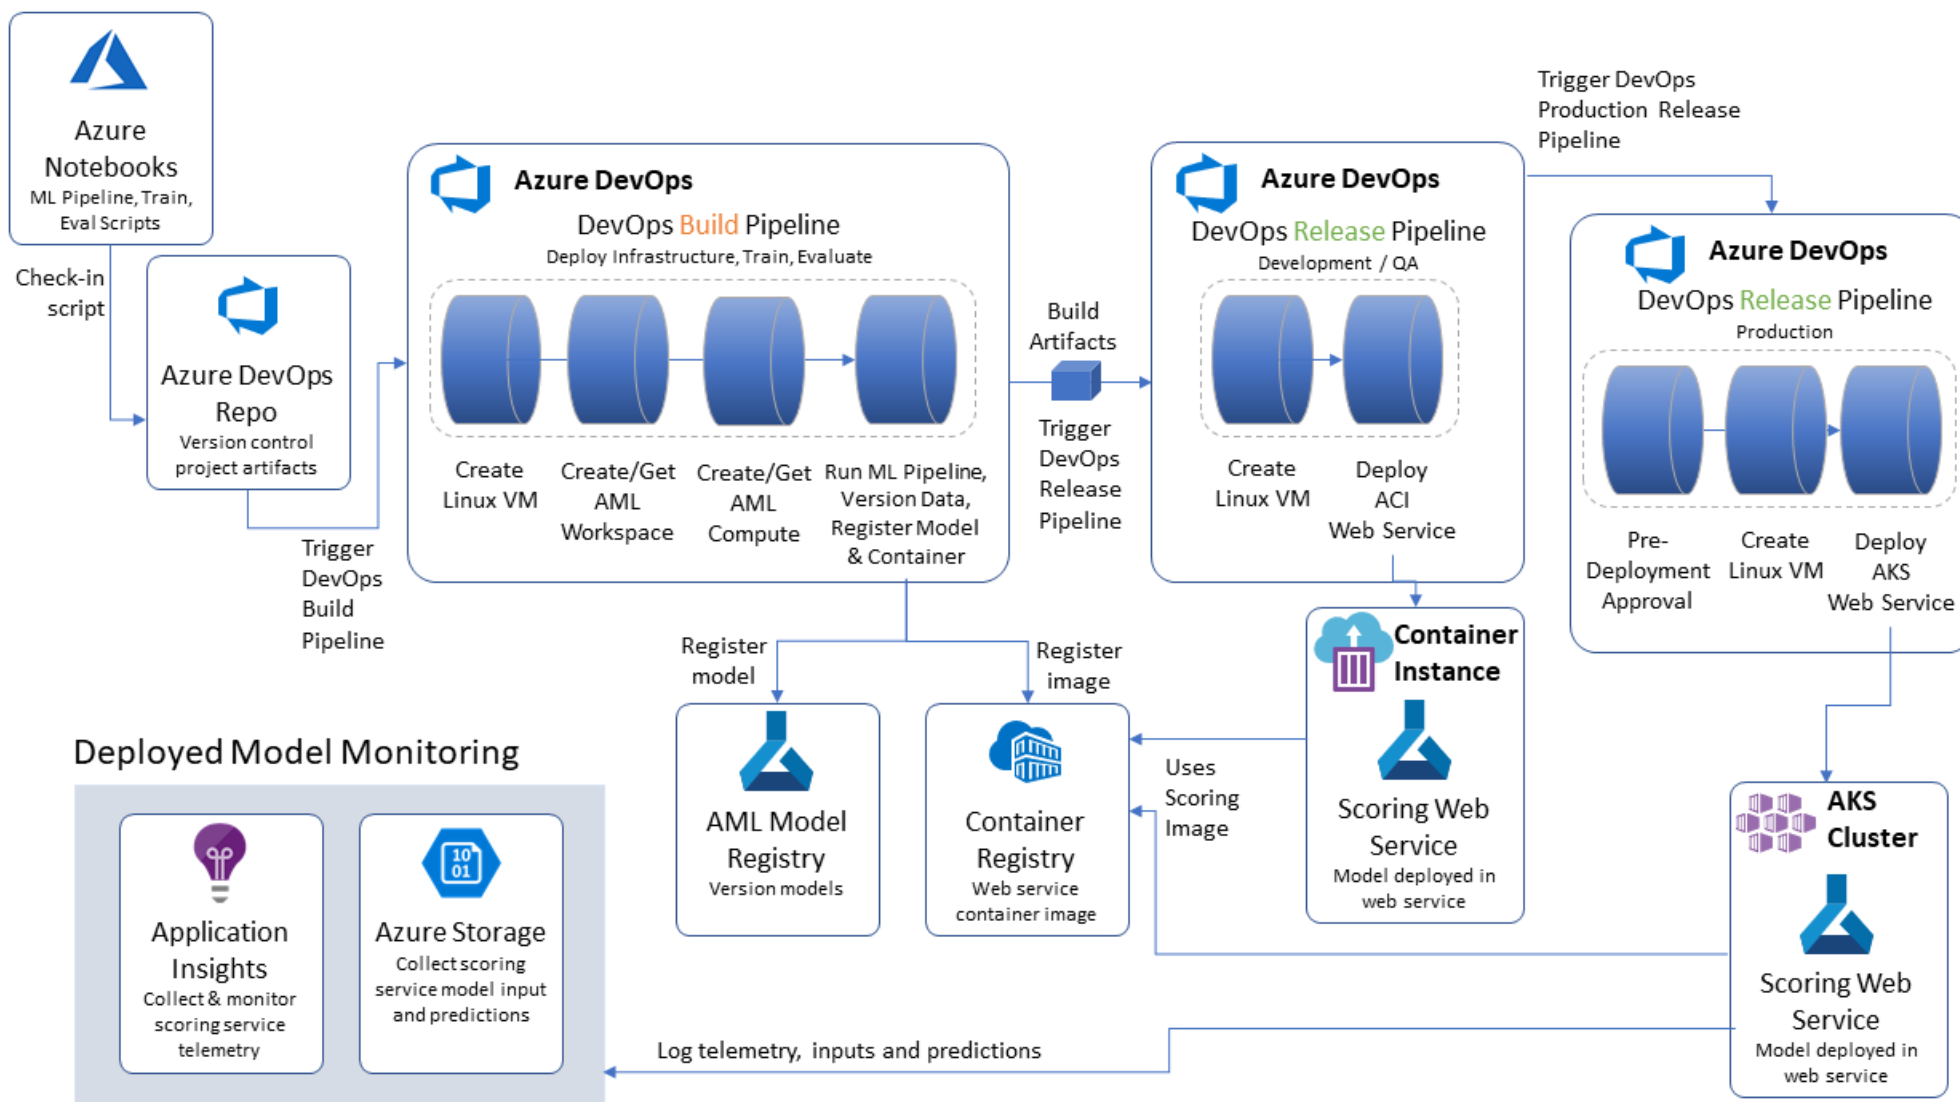 Azure
Notebooks
ML Pipeline, Train,
Eval Scripts
Check-in
script
Azure DevOps
Repo
Version control
project artifacts
Trigger
DevOps
Build
Pipeline
Azure DevOps
DevOps Build Pipeline
Deploy Infrastructure, Train, Evaluate
Create
Linux VM
Create/Get
AML
Workspace
Create/Get
AML
Compute
Run ML Pipeline,
Version Data,
Register Model
& Container
Build
Artifacts
Trigger
DevOps
Release
Pipeline
Azure DevOps
DevOps Release Pipeline
Development / QA
Create
Linux VM
Deploy
ACI
Web Service
Trigger DevOps
Production Release
Pipeline
Azure DevOps
DevOps Release Pipeline
Production
Pre-
Deployment
Approval
Create
Linux VM
Deploy
AKS
Web Service
Register
model
Register
image
AML Model
Registry
Version models
Container
Registry
Web service
container image
Uses
Scoring
Image
Container
Instance
Scoring Web
Service
Model deployed in
web service
AKS
Cluster
Scoring Web
Service
Model deployed in
web service
Deployed Model Monitoring
Application
Insights
Collect & monitor
scoring service
telemetry
10
01
Azure Storage
Collect scoring
service model input
and predictions
Log telemetry, inputs and predictions